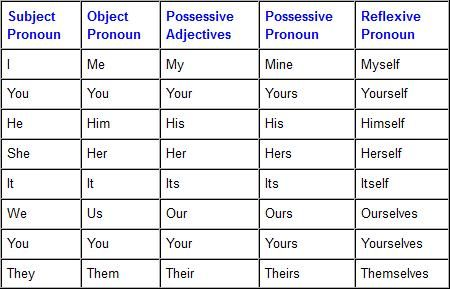 Subject Pronoun Object Pronoun Possessive Adjectives Possessive Pronoun Reflexive Pronoun
I Me My Mine Myself
You You Your Yours Yourself
He Him His His Himself
She Her Her Hers Herself
It It Its Its Itself
We Us Our Ours Ourselves
You You Your Yours Yourselves
They Them Their Theirs Themselves